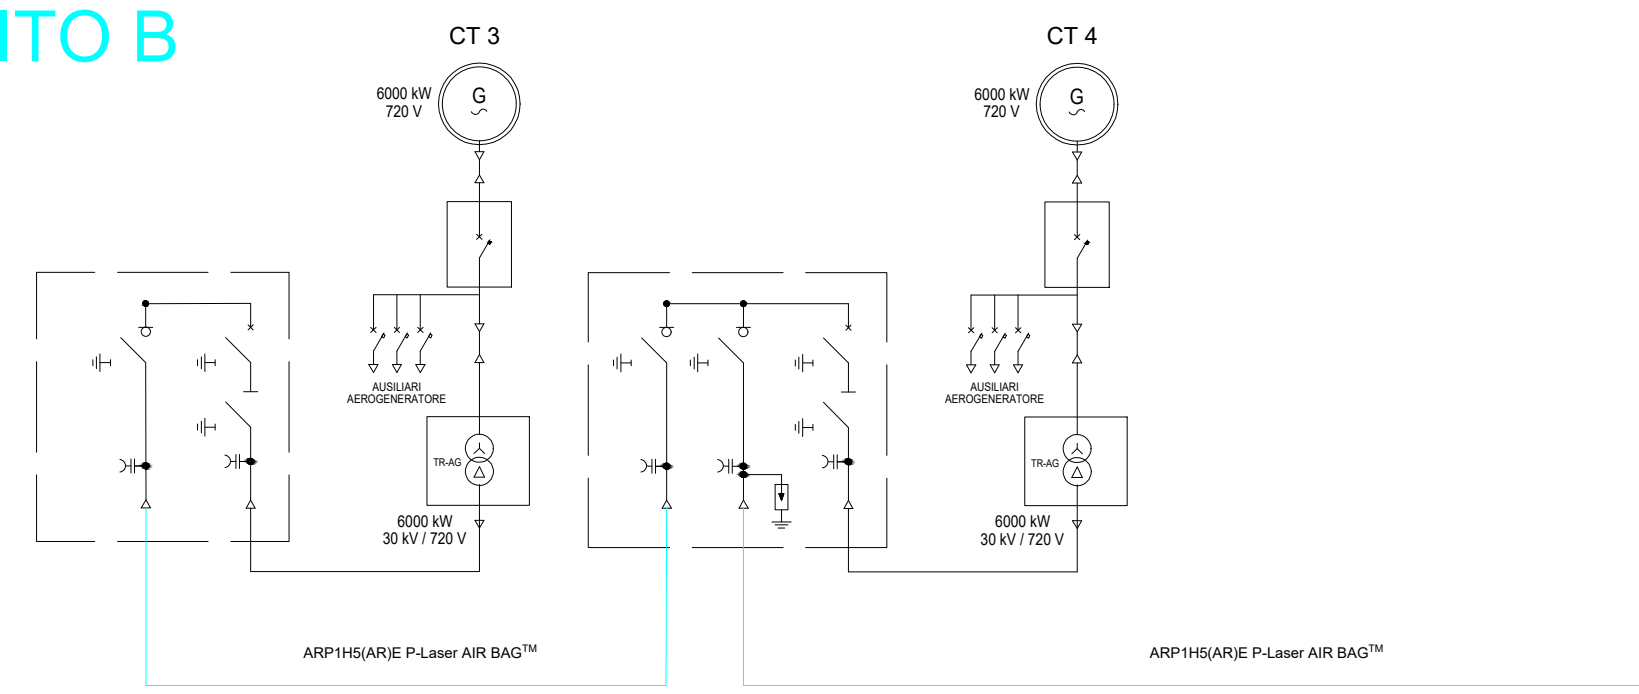 ITO B
CT 3
6000 kW
720 V
G
AUSILIARI
AEROGENERATORE
TR-AG
6000 kW
30 kV / 720 V
CT 4
6000 kW
720 V
G
AUSILIARI
AEROGENERATORE
TR-AG
6000 kW
30 kV / 720 V
ARP1H5(AR)E P-Laser AIR BAG™
ARP1H5(AR)E P-Laser AIR BAG™